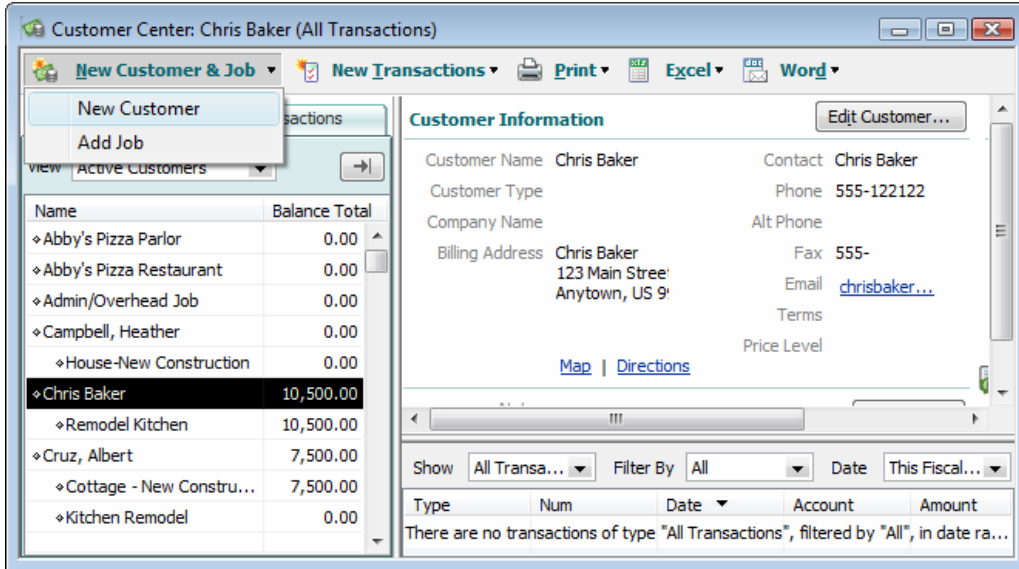 Customer Center: Chris Baker (All Transactions)
New Customer & Job New Transactions Print Excel Word
New Customer
Add Job
sactions
View Active Customers
Name Balance Total
Abby's Pizza Parlor 0.00
Abby's Pizza Restaurant 0.00
Admin/Overhead Job 0.00
Campbell, Heather 0.00
House-New Construction 0.00
Chris Baker 10,500.00
Remodel Kitchen 10,500.00
Cruz, Albert 7,500.00
Cottage - New Constru... 7,500.00
Kitchen Remodel 0.00
Customer Information Edit Customer...
Customer Name Chris Baker Contact Chris Baker
Customer Type Phone 555-122122
Company Name Alt Phone
Billing Address Chris Baker Fax 555-
123 Main Stree
Anytown, US 9 Email chrisbaker...
Terms
Price Level
Map | Directions
Show All Transa... Filter By All Date This Fiscal...
Type Num Date Account Amount
There are no transactions of type "All Transactions", filtered by "All", in date ra...